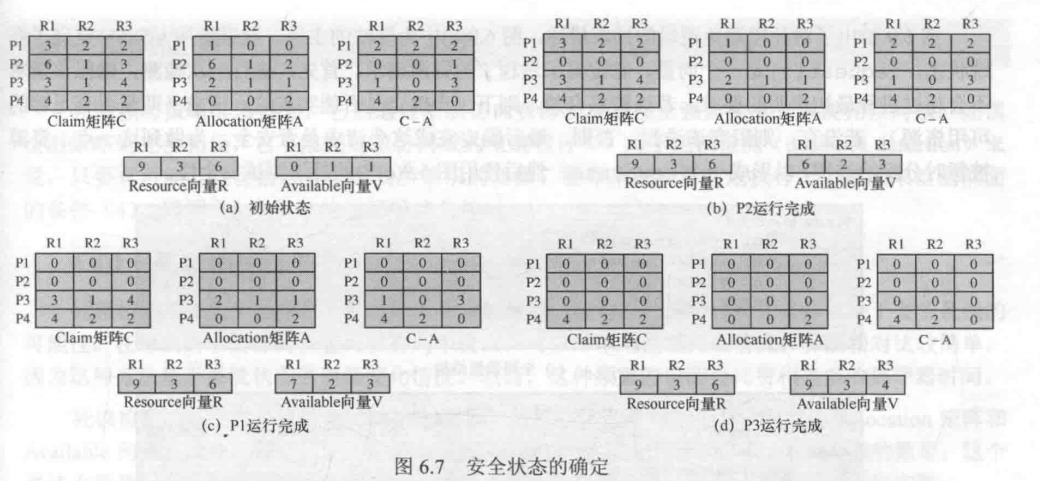 R1 R2 R3 R1 R2 R3 R1 R2 R3
P1 3 2 2 P1 1 0 0 P1 2 2 2
P2 6 1 3 P2 6 1 2 P2 0 0 1
P3 3 1 4 P3 2 1 1 P3 1 0 3
P4 4 2 2 P4 0 0 2 P4 4 2 0
Claim矩阵C Allocation矩阵A C－A
R1 R2 R3 R1 R2 R3
9 3 6 0 1 1
Resource向量R Available向量V
(a) 初始状态
R1 R2 R3 R1 R2 R3 R1 R2 R3
P1 3 2 2 P1 1 0 0 P1 2 2 2
P2 0 0 0 P2 0 0 0 P2 0 0 0
P3 3 1 4 P3 2 1 1 P3 1 0 3
P4 4 2 2 P4 0 0 2 P4 4 2 0
Claim矩阵C Allocation矩阵A C－A
R1 R2 R3 R1 R2 R3
9 3 6 6 2 3
Resource向量R Available向量V
(b) P2运行完成
R1 R2 R3 R1 R2 R3 R1 R2 R3
P1 0 0 0 P1 0 0 0 P1 0 0 0
P2 0 0 0 P2 0 0 0 P2 0 0 0
P3 3 1 4 P3 2 1 1 P3 1 0 3
P4 4 2 2 P4 0 0 2 P4 4 2 0
Claim矩阵C Allocation矩阵A C－A
R1 R2 R3 R1 R2 R3
9 3 6 7 2 3
Resource向量R Available向量V
(c) P1运行完成
R1 R2 R3 R1 R2 R3 R1 R2 R3
P1 0 0 0 P1 0 0 0 P1 0 0 0
P2 0 0 0 P2 0 0 0 P2 0 0 0
P3 0 0 0 P3 0 0 0 P3 0 0 0
P4 4 2 2 P4 0 0 2 P4 4 2 0
Claim矩阵C Allocation矩阵A C－A
R1 R2 R3 R1 R2 R3
9 3 6 9 3 4
Resource向量R Available向量V
(d) P3运行完成
图 6.7 安全状态的确定